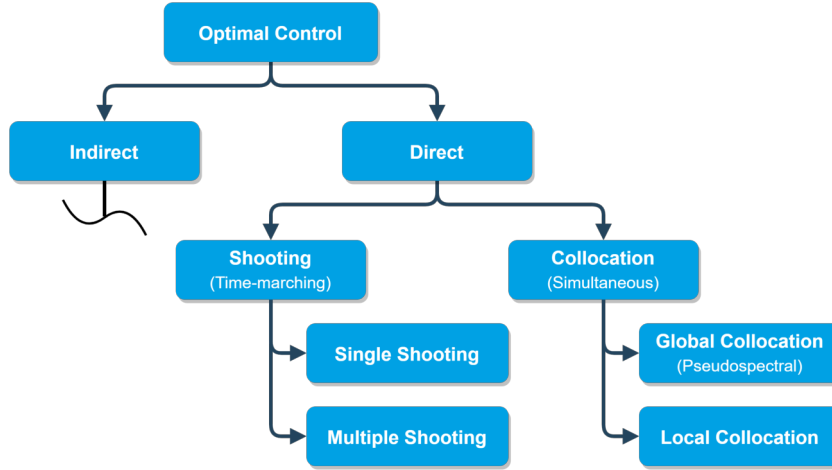 Optimal Control
Indirect
Direct
Shooting
(Time-marching)
Collocation
(Simultaneous)
Single Shooting
Global Collocation
(Pseudospectral)
Multiple Shooting
Local Collocation